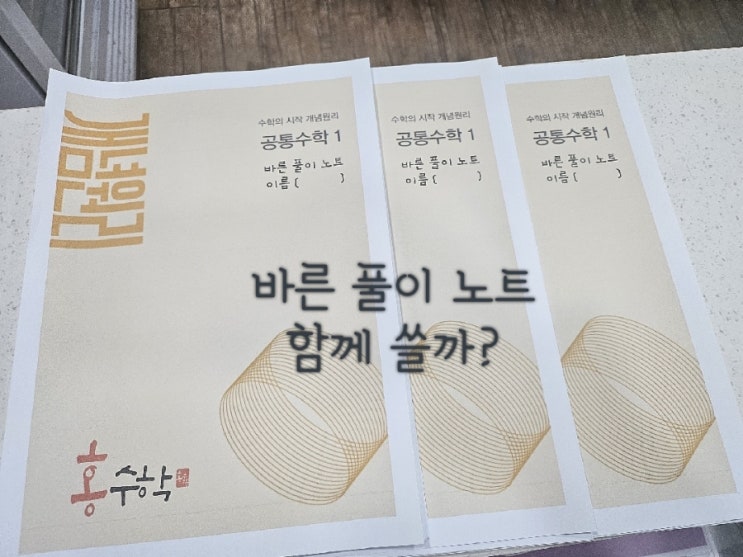 개념원리
수학의 시작 개념원리
공통수학 1
바른 풀이 노트
이름 (          )
수학의 시작 개념원리
공통수학 1
바른 풀이 노트
이름 (          )
수학의 시작 개념원리
공통수학 1
바른 풀이 노트
이름 (          )
바른 풀이 노트
함께 쓸까?
홍수학